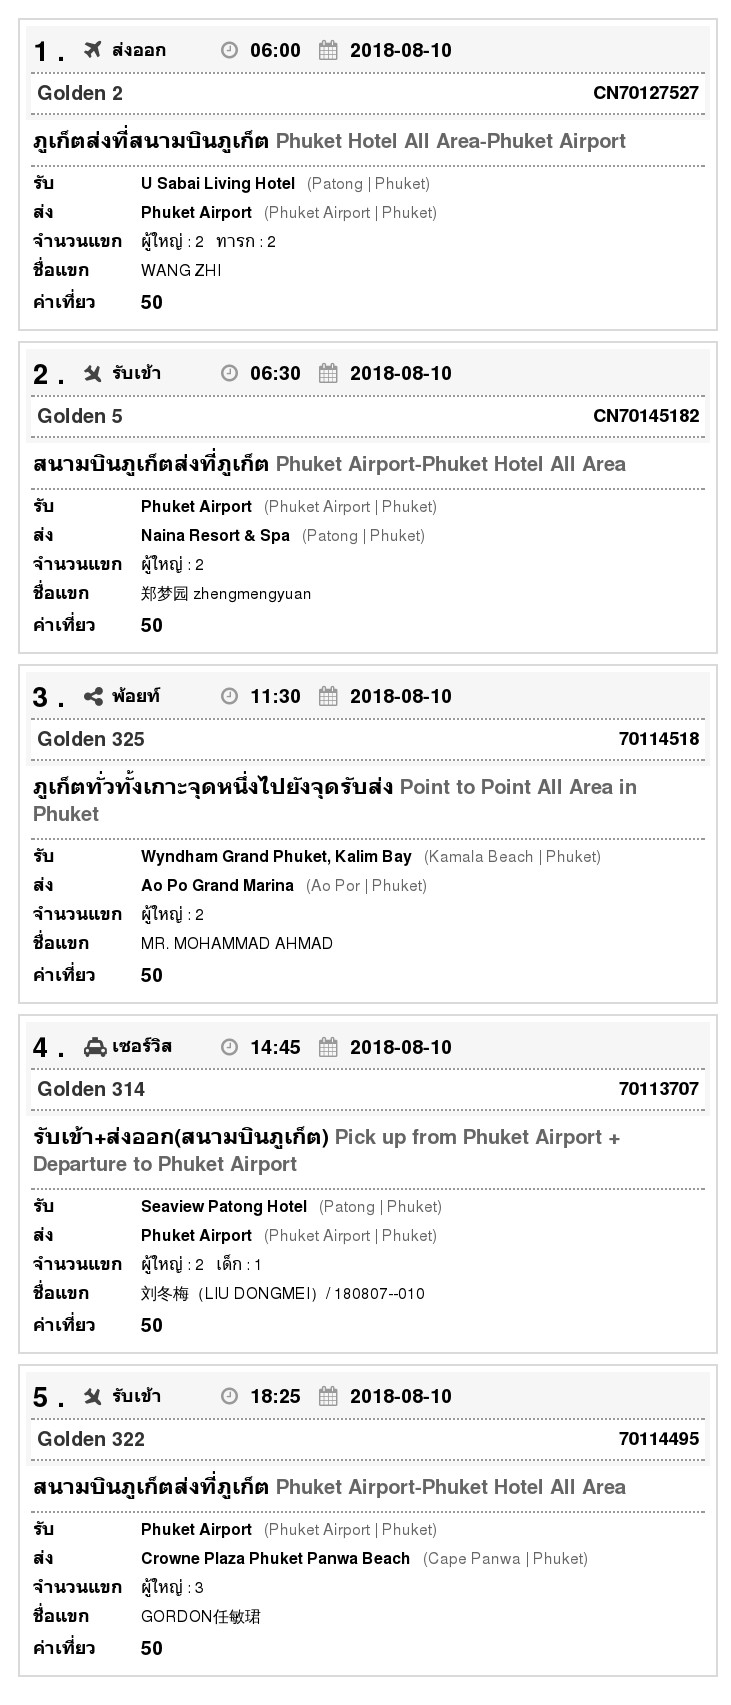 1 . ส่งออก 06:00 2018-08-10
Golden 2 CN70127527
ภูเก็ตส่งที่สนามบินภูเก็ต Phuket Hotel All Area-Phuket Airport
รับ U Sabai Living Hotel (Patong | Phuket)
ส่ง Phuket Airport (Phuket Airport | Phuket)
จำนวนแขก ผู้ใหญ่ : 2 ทารก : 2
ชื่อแขก WANG ZHI
ค่าเที่ยว 50
2 . รับเข้า 06:30 2018-08-10
Golden 5 CN70145182
สนามบินภูเก็ตส่งที่ภูเก็ต Phuket Airport-Phuket Hotel All Area
รับ Phuket Airport (Phuket Airport | Phuket)
ส่ง Naina Resort & Spa (Patong | Phuket)
จำนวนแขก ผู้ใหญ่ : 2
ชื่อแขก 郑梦园 zhengmengyuan
ค่าเที่ยว 50
3 . พ้อยท์ 11:30 2018-08-10
Golden 325 70114518
ภูเก็ตทั่วทั้งเกาะจุดหนึ่งไปยังจุดรับส่ง Point to Point All Area in
Phuket
รับ Wyndham Grand Phuket, Kalim Bay (Kamala Beach | Phuket)
ส่ง Ao Po Grand Marina (Ao Por | Phuket)
จำนวนแขก ผู้ใหญ่ : 2
ชื่อแขก MR. MOHAMMAD AHMAD
ค่าเที่ยว 50
4 . เซอร์วิส 14:45 2018-08-10
Golden 314 70113707
รับเข้า+ส่งออก(สนามบินภูเก็ต) Pick up from Phuket Airport +
Departure to Phuket Airport
รับ Seaview Patong Hotel (Patong | Phuket)
ส่ง Phuket Airport (Phuket Airport | Phuket)
จำนวนแขก ผู้ใหญ่ : 2 เด็ก : 1
ชื่อแขก 刘冬梅（LIU DONGMEI）/ 180807--010
ค่าเที่ยว 50
5 . รับเข้า 18:25 2018-08-10
Golden 322 70114495
สนามบินภูเก็ตส่งที่ภูเก็ต Phuket Airport-Phuket Hotel All Area
รับ Phuket Airport (Phuket Airport | Phuket)
ส่ง Crowne Plaza Phuket Panwa Beach (Cape Panwa | Phuket)
จำนวนแขก ผู้ใหญ่ : 3
ชื่อแขก GORDON任敏珺
ค่าเที่ยว 50